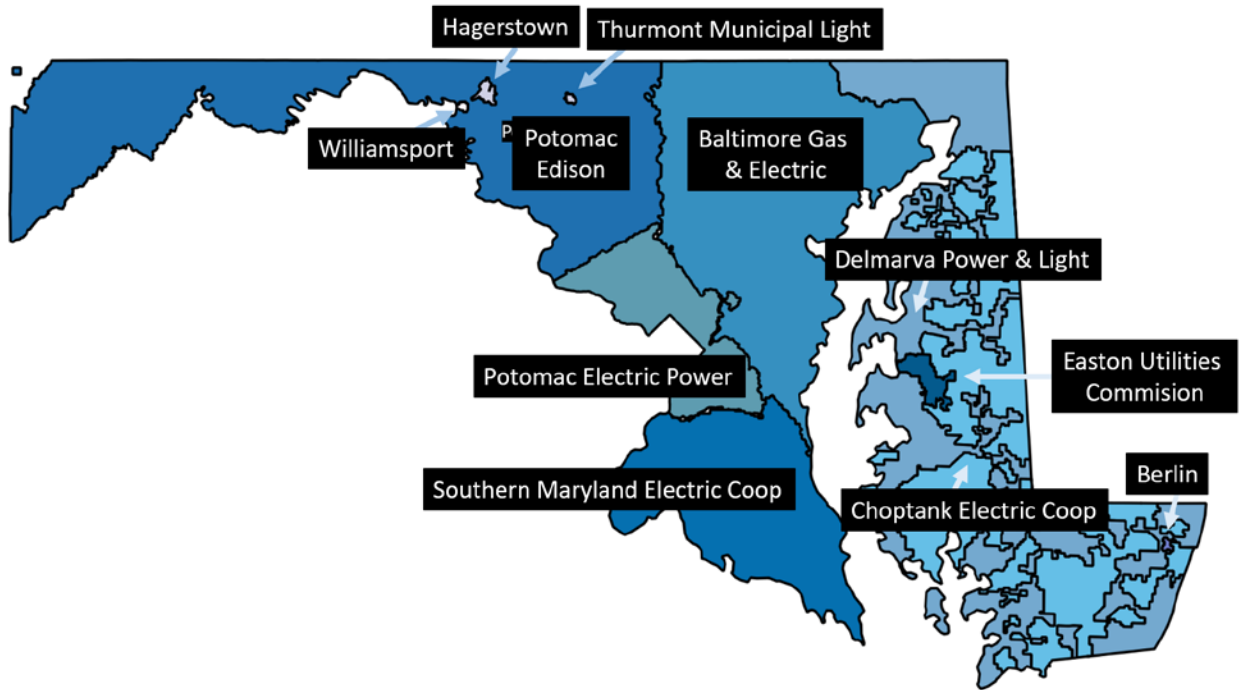 Hagerstown
Thurmont Municipal Light
Williamsport
P
Potomac
Edison
Baltimore Gas
& Electric
Delmarva Power & Light
Potomac Electric Power
Easton Utilities
Commision
Southern Maryland Electric Coop
Choptank Electric Coop
Berlin